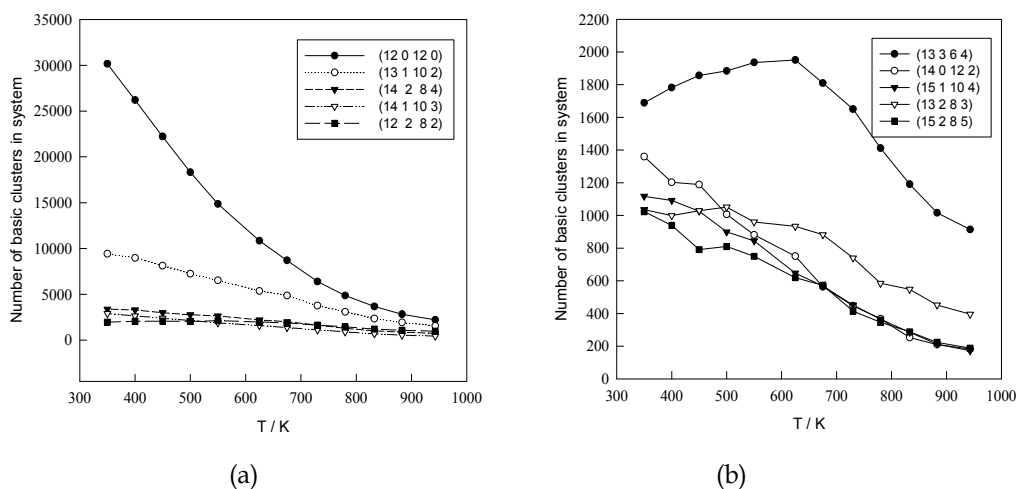 35000
30000
25000
20000
15000
10000
5000
0
Number of basic clusters in system
300 400 500 600 700 800 900 1000
T / K
(12 0 12 0)
(13 1 10 2)
(14 2 8 4)
(14 1 10 3)
(12 2 8 2)
(a)
2200
2000
1800
1600
1400
1200
1000
800
600
400
200
0
Number of basic clusters in system
300 400 500 600 700 800 900 1000
T / K
(13 3 6 4)
(14 0 12 2)
(15 1 10 4)
(13 2 8 3)
(15 2 8 5)
(b)